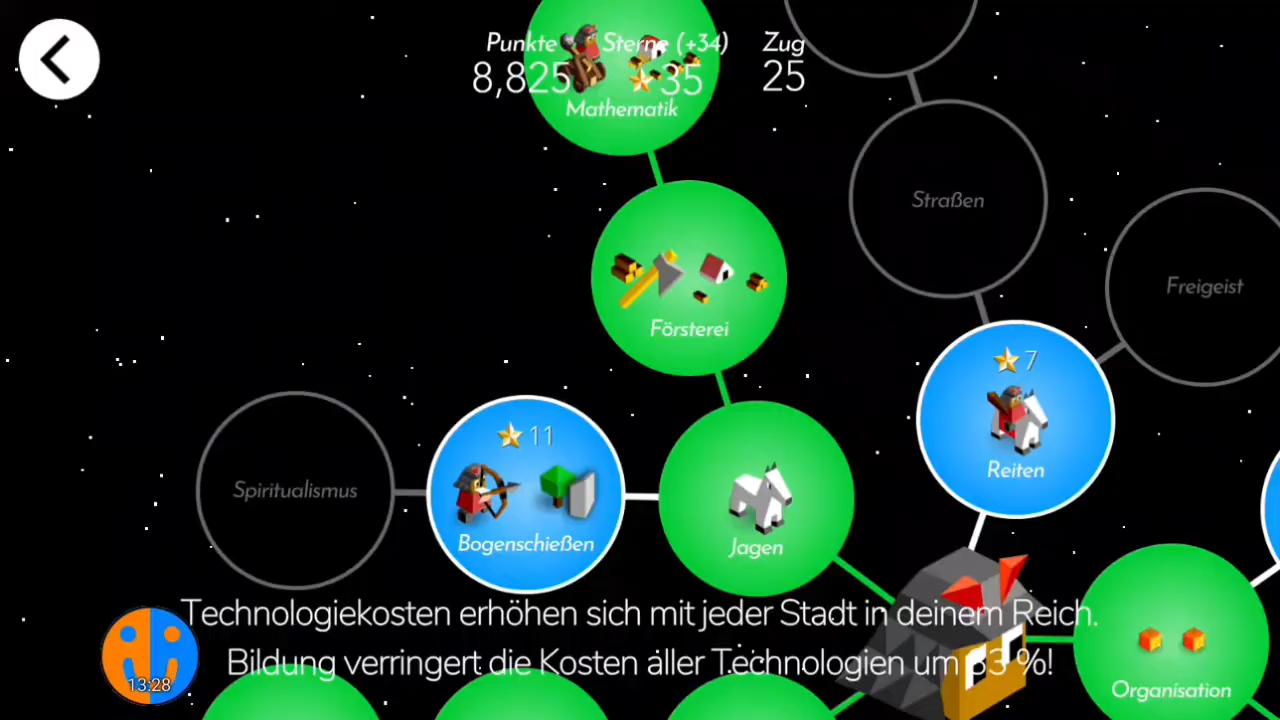 Punkte Sterne (+34) Zug
8,825 35 25
Mathematik
Straßen
Freigeist
Försterei
7
Reiten
11
Spiritualismus
Bogenschießen
Jagen
Technologiekosten erhöhen sich mit jeder Stadt in deinem Reich.
Bildung verringert die Kosten aller Technologien um 33 %!
13:28
Organisation